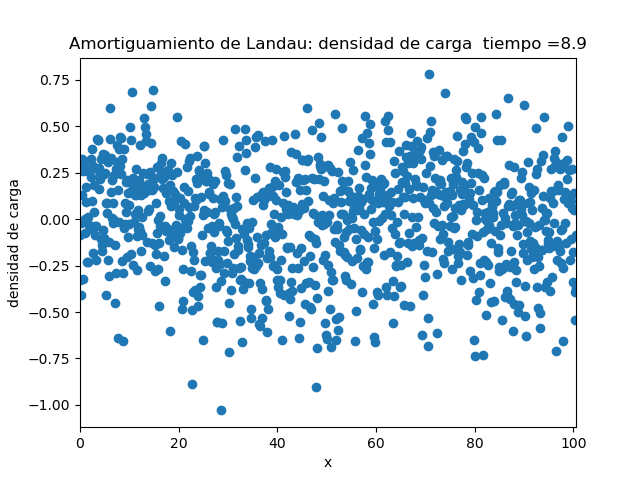 Amortiguamiento de Landau: densidad de carga  tiempo =8.9
0.75
0.50
0.25
0.00
−0.25
−0.50
−0.75
−1.00
densidad de carga
0 20 40 60 80 100
x